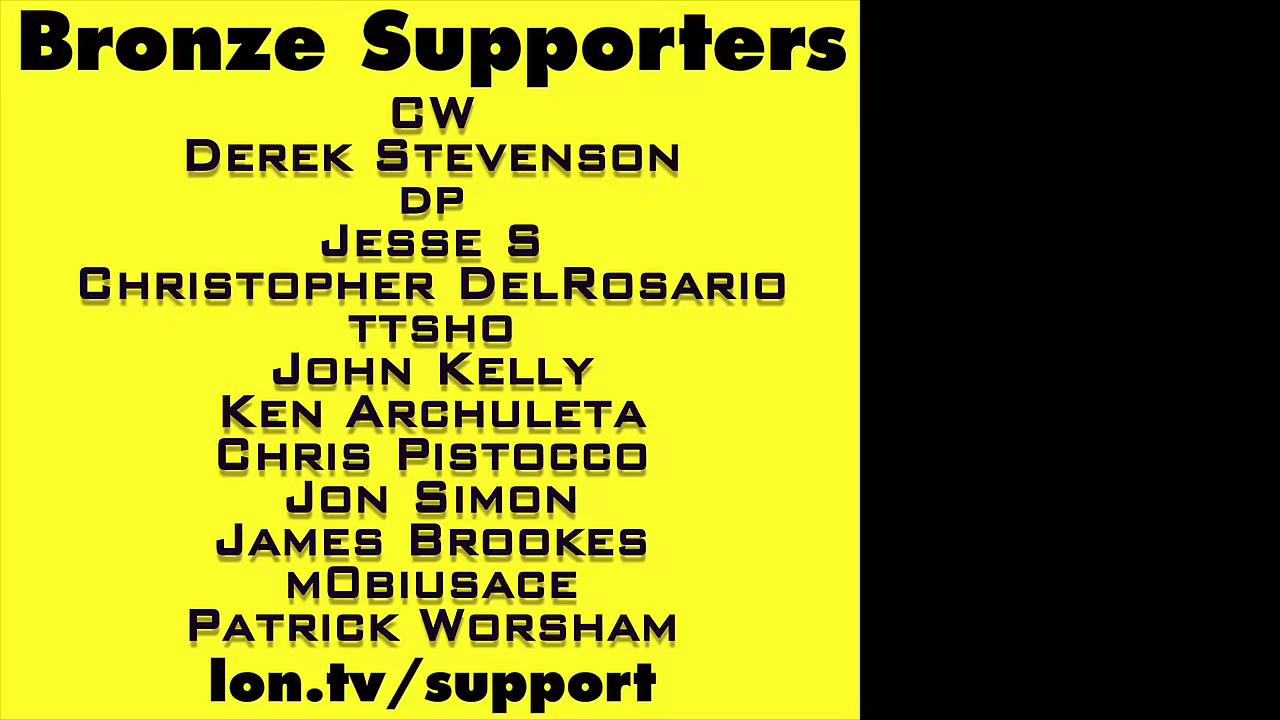 Bronze Supporters
CW
Derek Stevenson
DP
Jesse S
Christopher DelRosario
ttsho
John Kelly
Ken Archuleta
Chris Pistocco
Jon Simon
James Brookes
m0biusace
Patrick Worsham
lon.tv/support